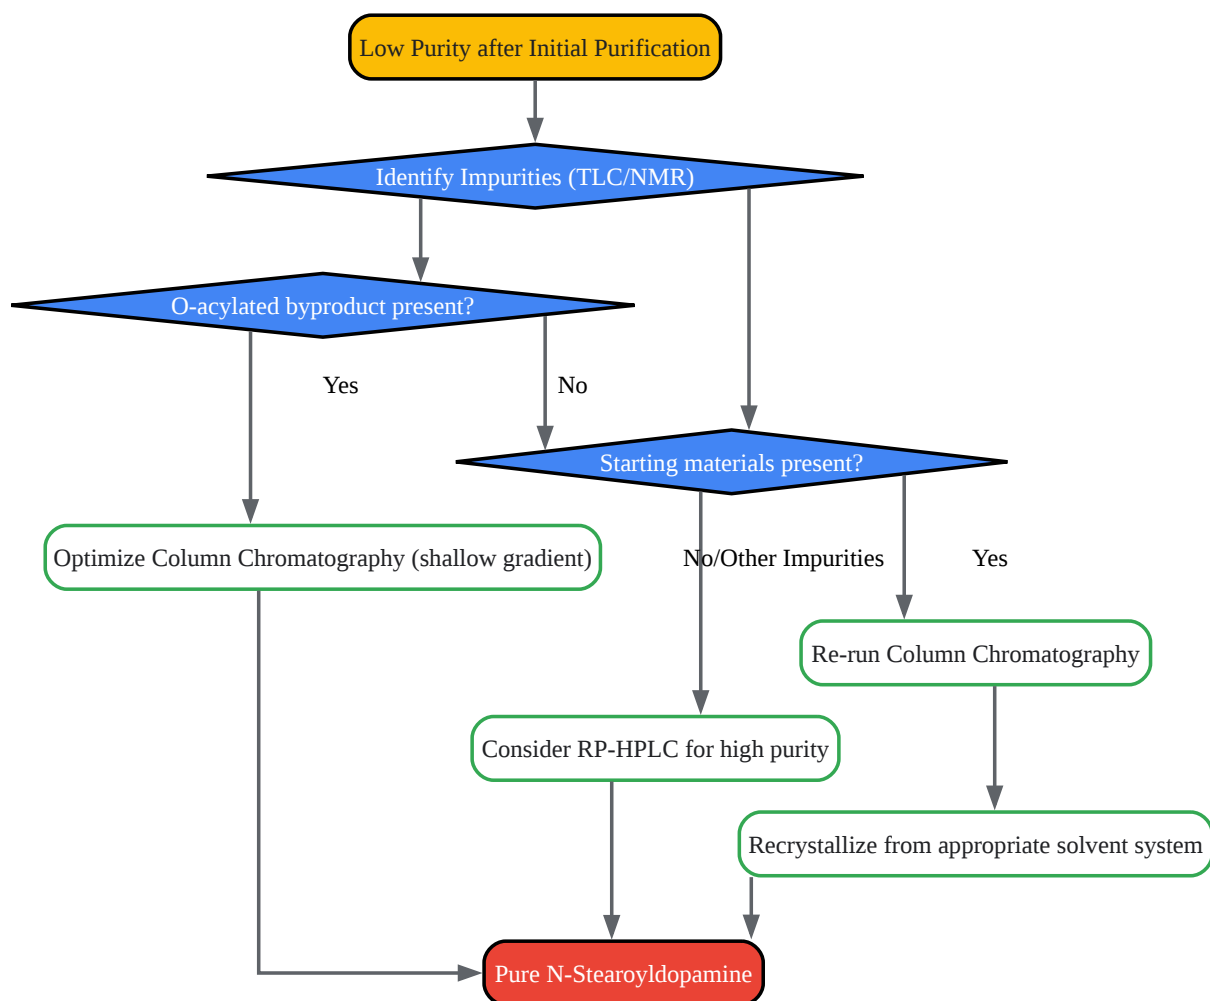 Low Purity after Initial Purification
Identify Impurities (TLC/NMR)
O-acylated byproduct present?
Yes
No
Starting materials present?
Optimize Column Chromatography (shallow gradient)
No/Other Impurities
Yes
Re-run Column Chromatography
Consider RP-HPLC for high purity
Recrystallize from appropriate solvent system
Pure N-Stearoyldopamine